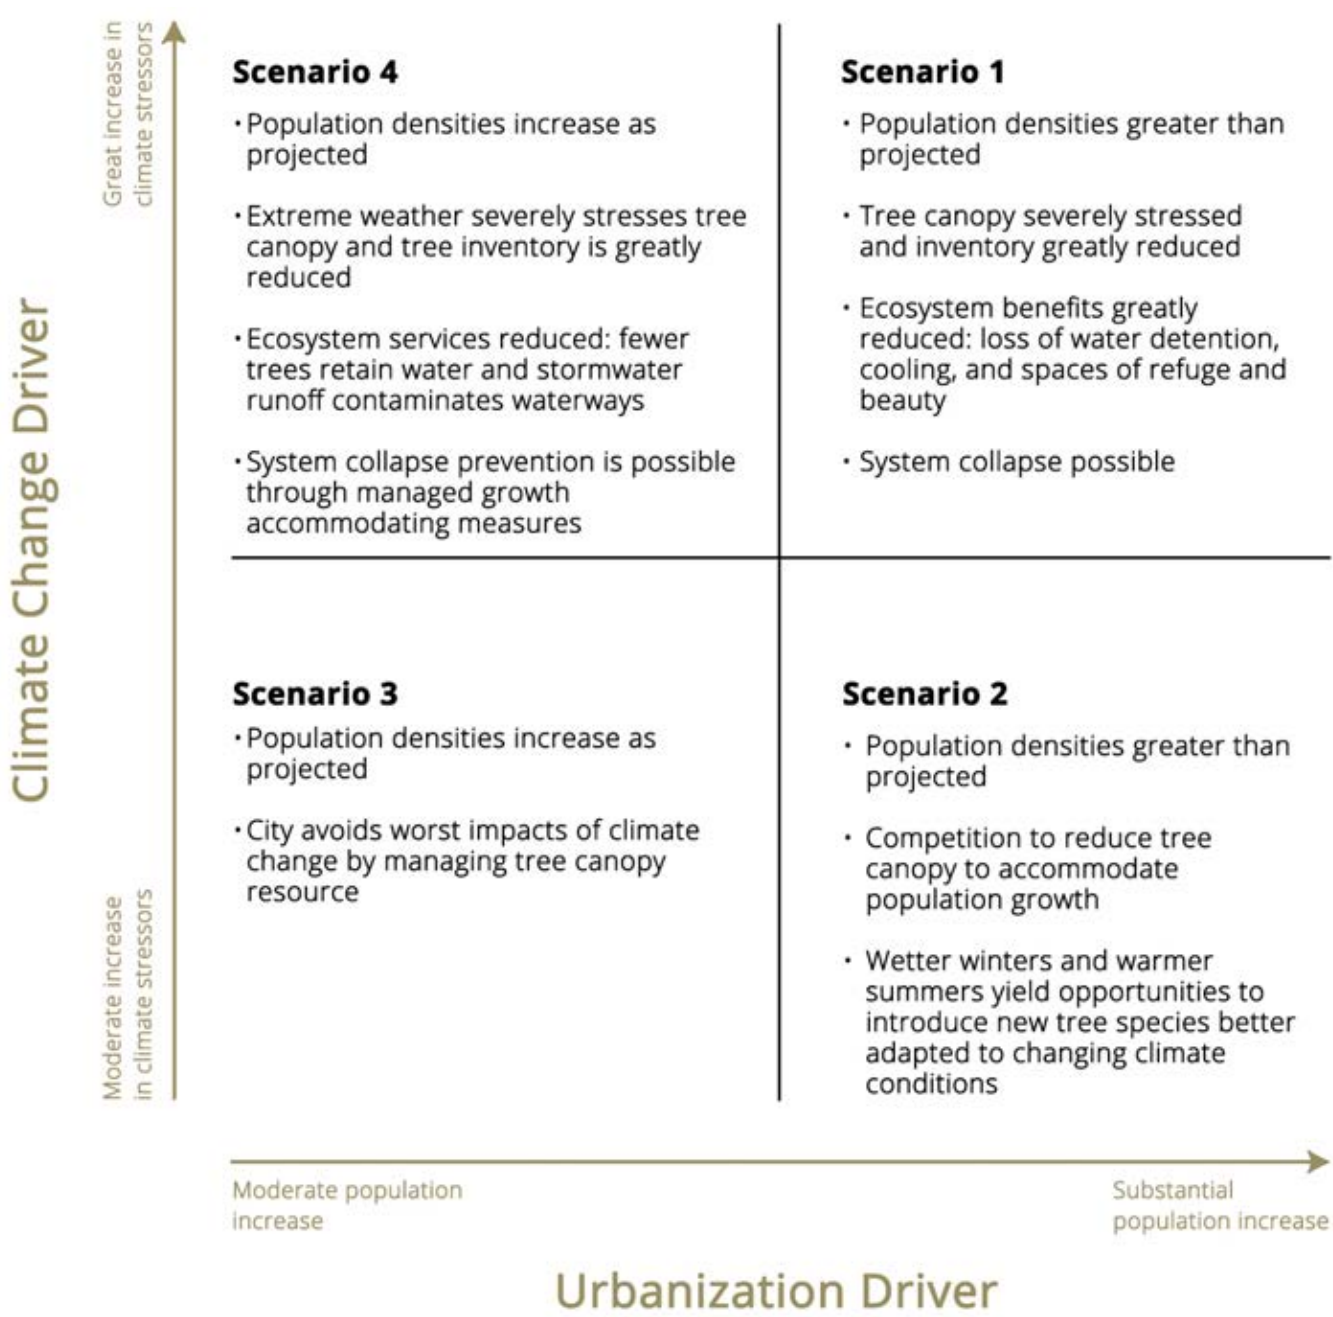 Great increase in
climate stressors
Climate Change Driver
Moderate increase
in climate stressors
Scenario 4
· Population densities increase as
projected
· Extreme weather severely stresses tree
canopy and tree inventory is greatly
reduced
· Ecosystem services reduced: fewer
trees retain water and stormwater
runoff contaminates waterways
· System collapse prevention is possible
through managed growth
accommodating measures
Scenario 1
· Population densities greater than
projected
· Tree canopy severely stressed
and inventory greatly reduced
· Ecosystem benefits greatly
reduced: loss of water detention,
cooling, and spaces of refuge and
beauty
· System collapse possible
Scenario 3
· Population densities increase as
projected
· City avoids worst impacts of climate
change by managing tree canopy
resource
Scenario 2
· Population densities greater than
projected
· Competition to reduce tree
canopy to accommodate
population growth
· Wetter winters and warmer
summers yield opportunities to
introduce new tree species better
adapted to changing climate
conditions
Moderate population
increase
Substantial
population increase
Urbanization Driver